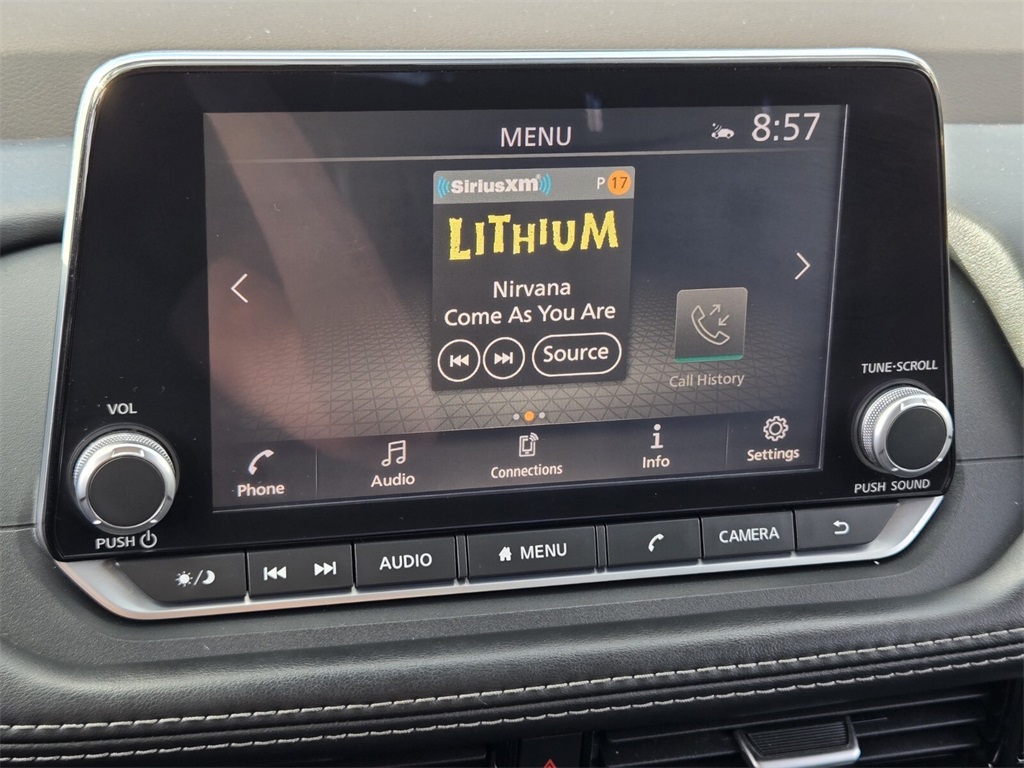 MENU
8:57
SiriusXM
P 17
LITHIUM
Nirvana
Come As You Are
Source
Call History
Phone
Audio
Connections
Info
Settings
VOL
PUSH
TUNE·SCROLL
PUSH SOUND
AUDIO
MENU
CAMERA